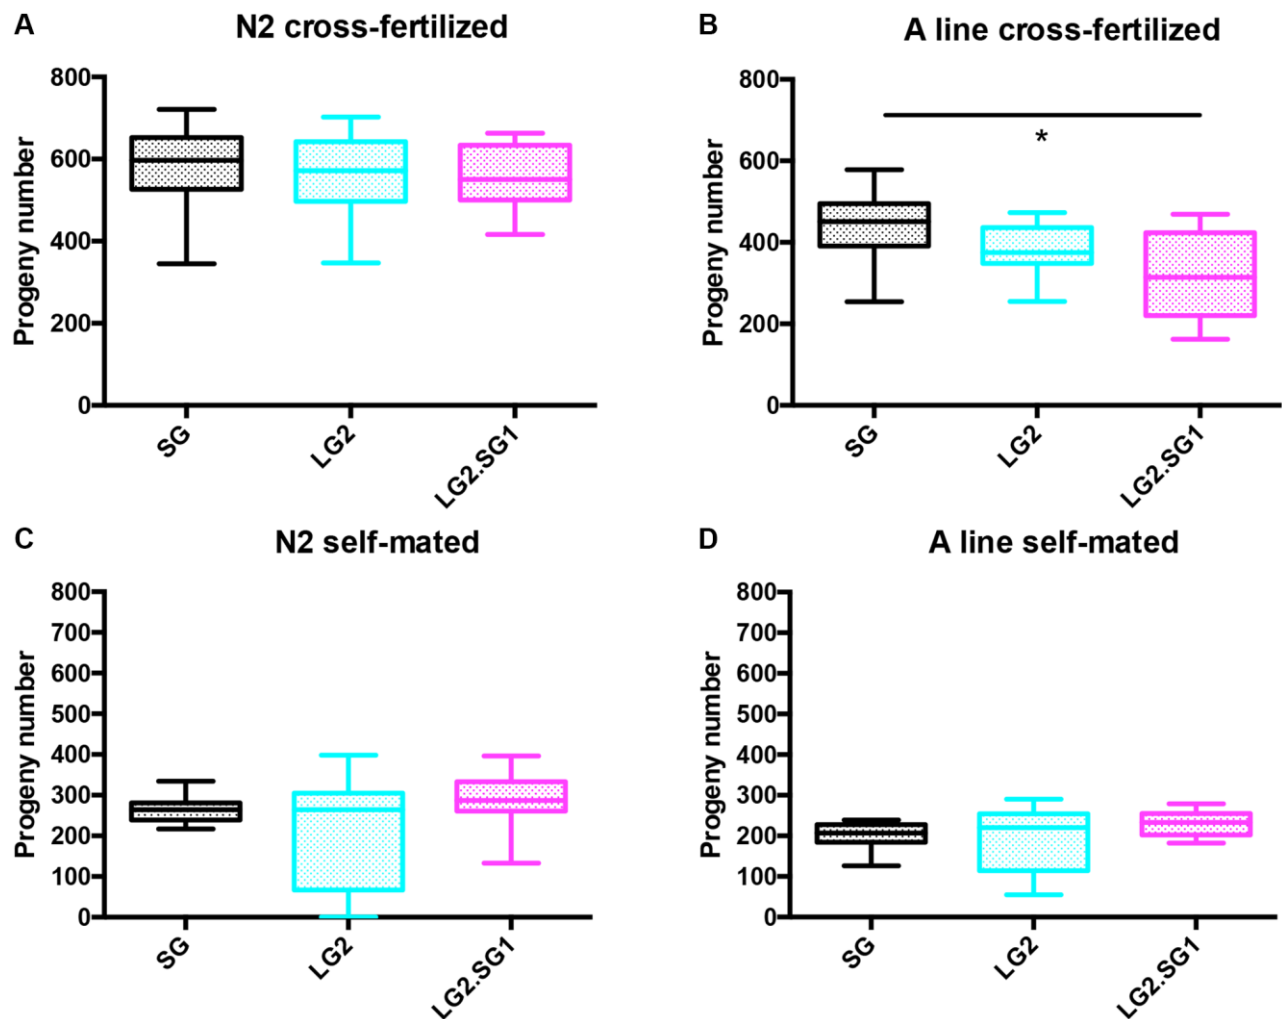 A
N2 cross-fertilized
Progeny number
800
600
400
200
0
SG
LG2
LG2.SG1
B
A line cross-fertilized
Progeny number
800
600
400
200
0
*
SG
LG2
LG2.SG1
C
N2 self-mated
Progeny number
800
700
600
500
400
300
200
100
0
SG
LG2
LG2.SG1
D
A line self-mated
Progeny number
800
700
600
500
400
300
200
100
0
SG
LG2
LG2.SG1